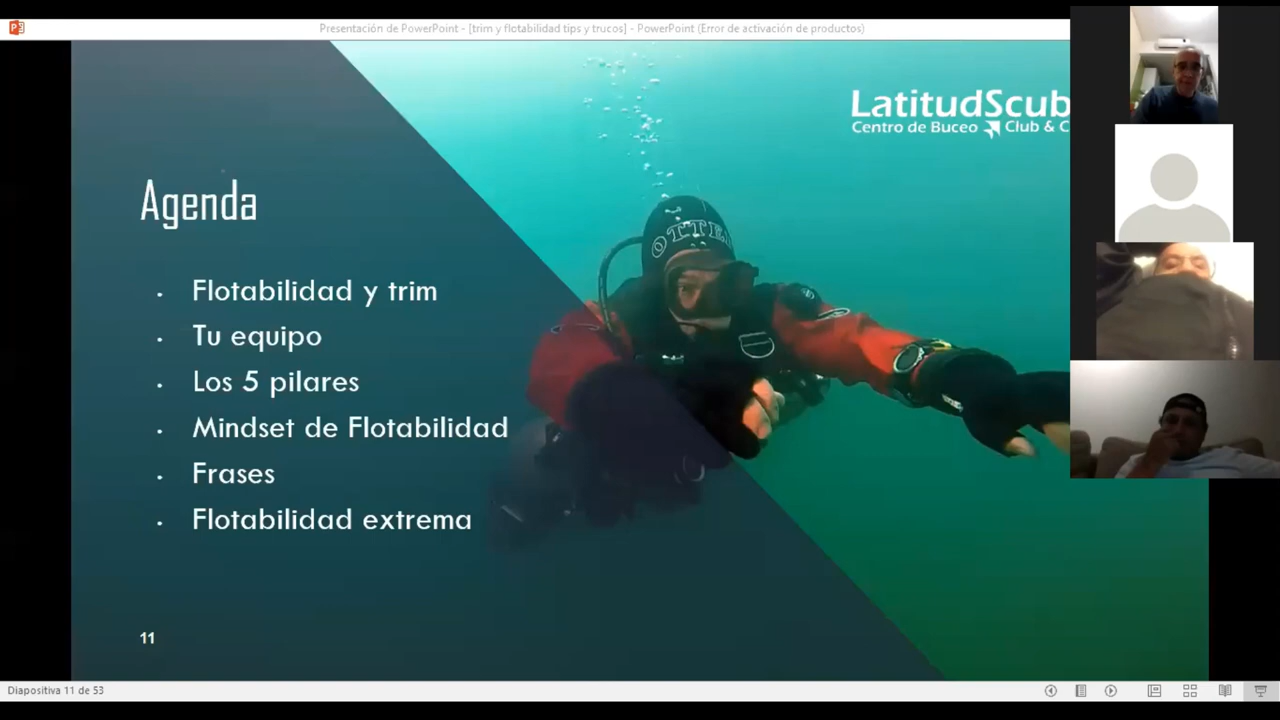 Presentación de PowerPoint - [trim y flotabilidad tips y trucos] - PowerPoint (Error de activación de productos)
LatitudScub
Centro de Buceo Club & C
Agenda
OTTE
• Flotabilidad y trim
• Tu equipo
• Los 5 pilares
• Mindset de Flotabilidad
• Frases
• Flotabilidad extrema
11
Diapositiva 11 de 53